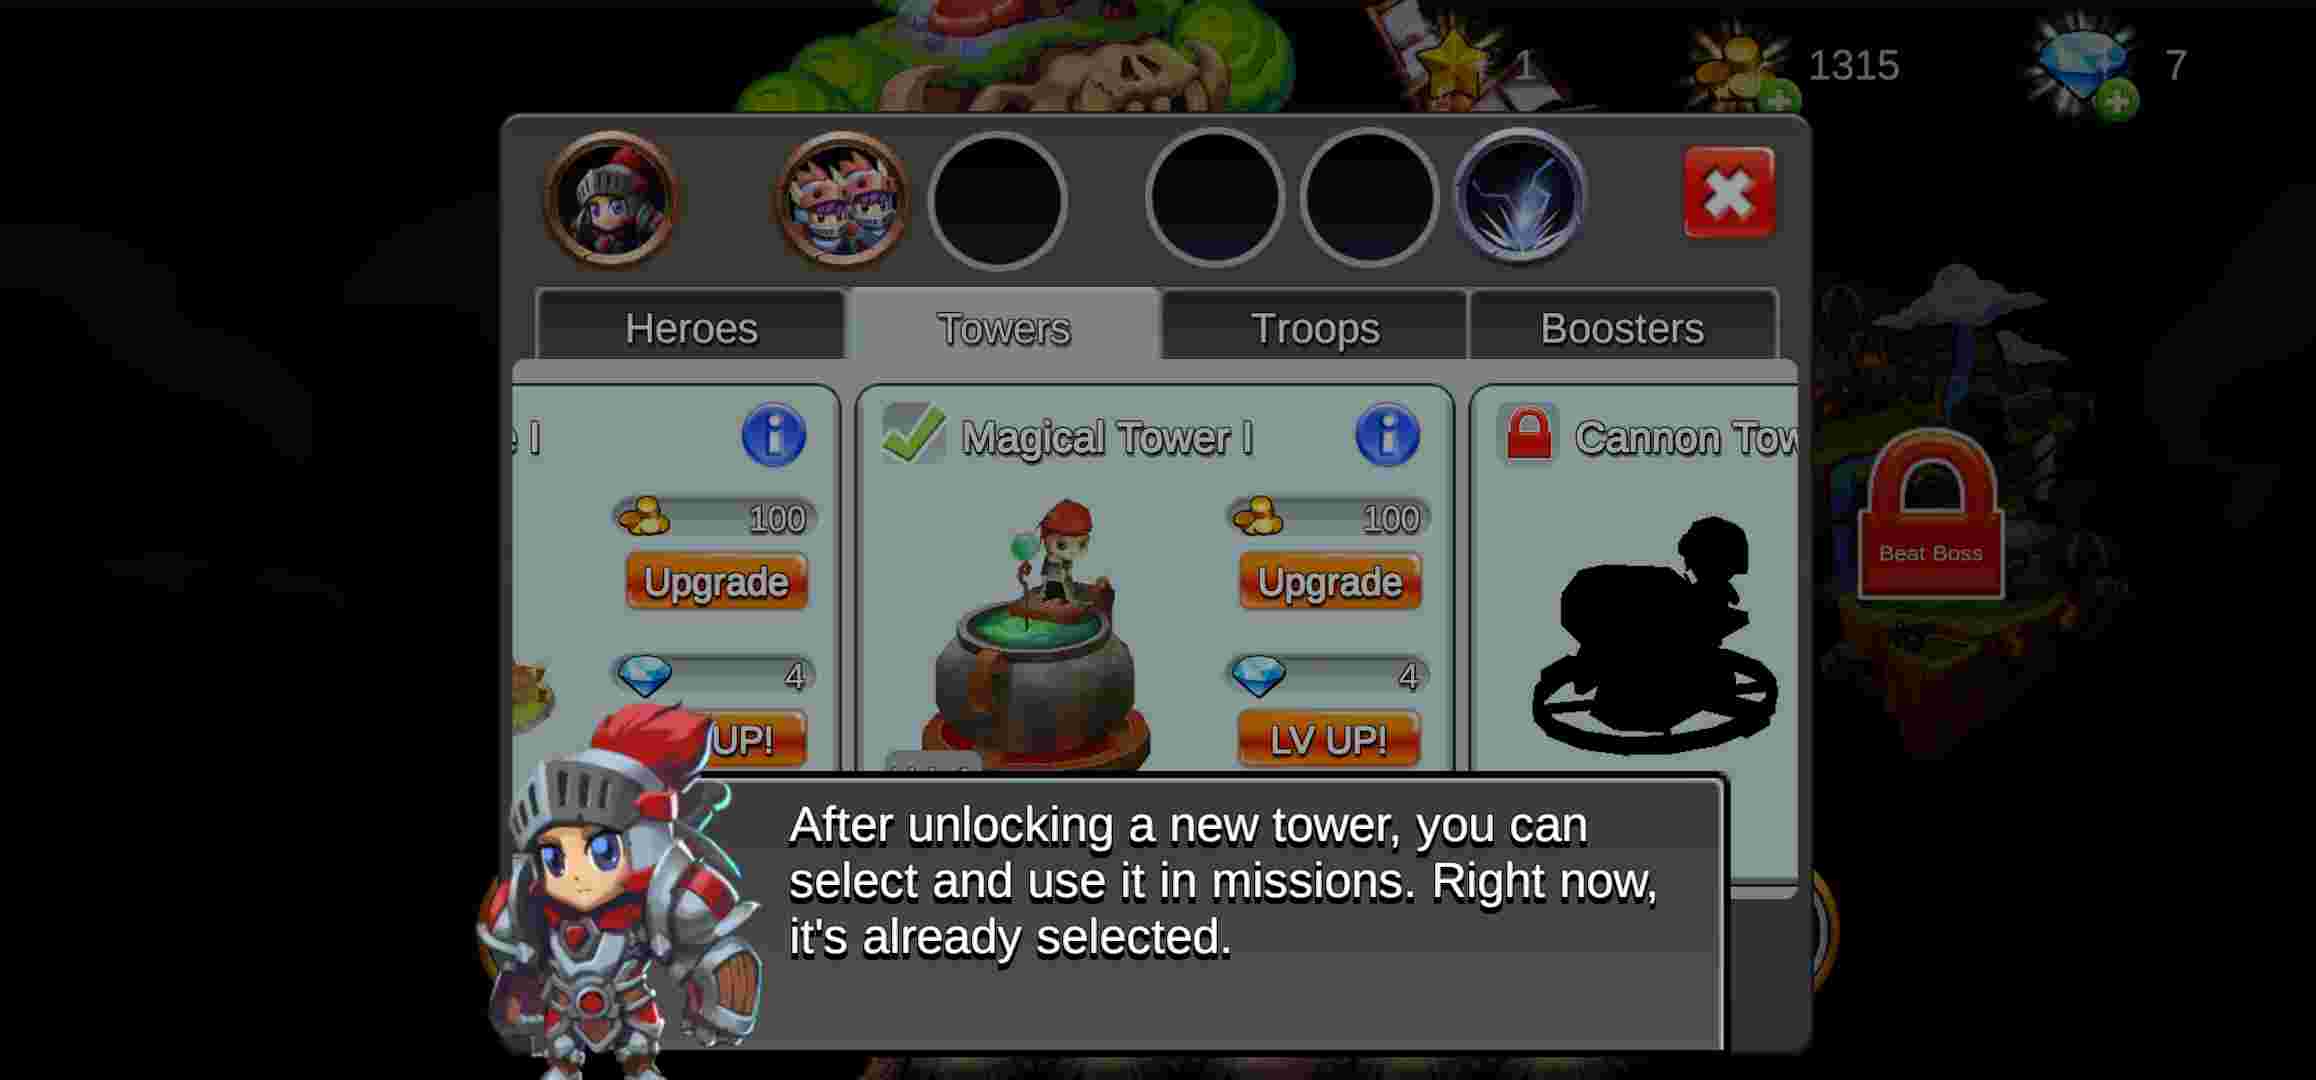 1
1315
7
Heroes
Towers
Troops
Boosters
I
Magical Tower I
Cannon Tow
100
100
Upgrade
Upgrade
Beat Boss
4
4
UP!
LV UP!
After unlocking a new tower, you can
select and use it in missions. Right now,
it's already selected.